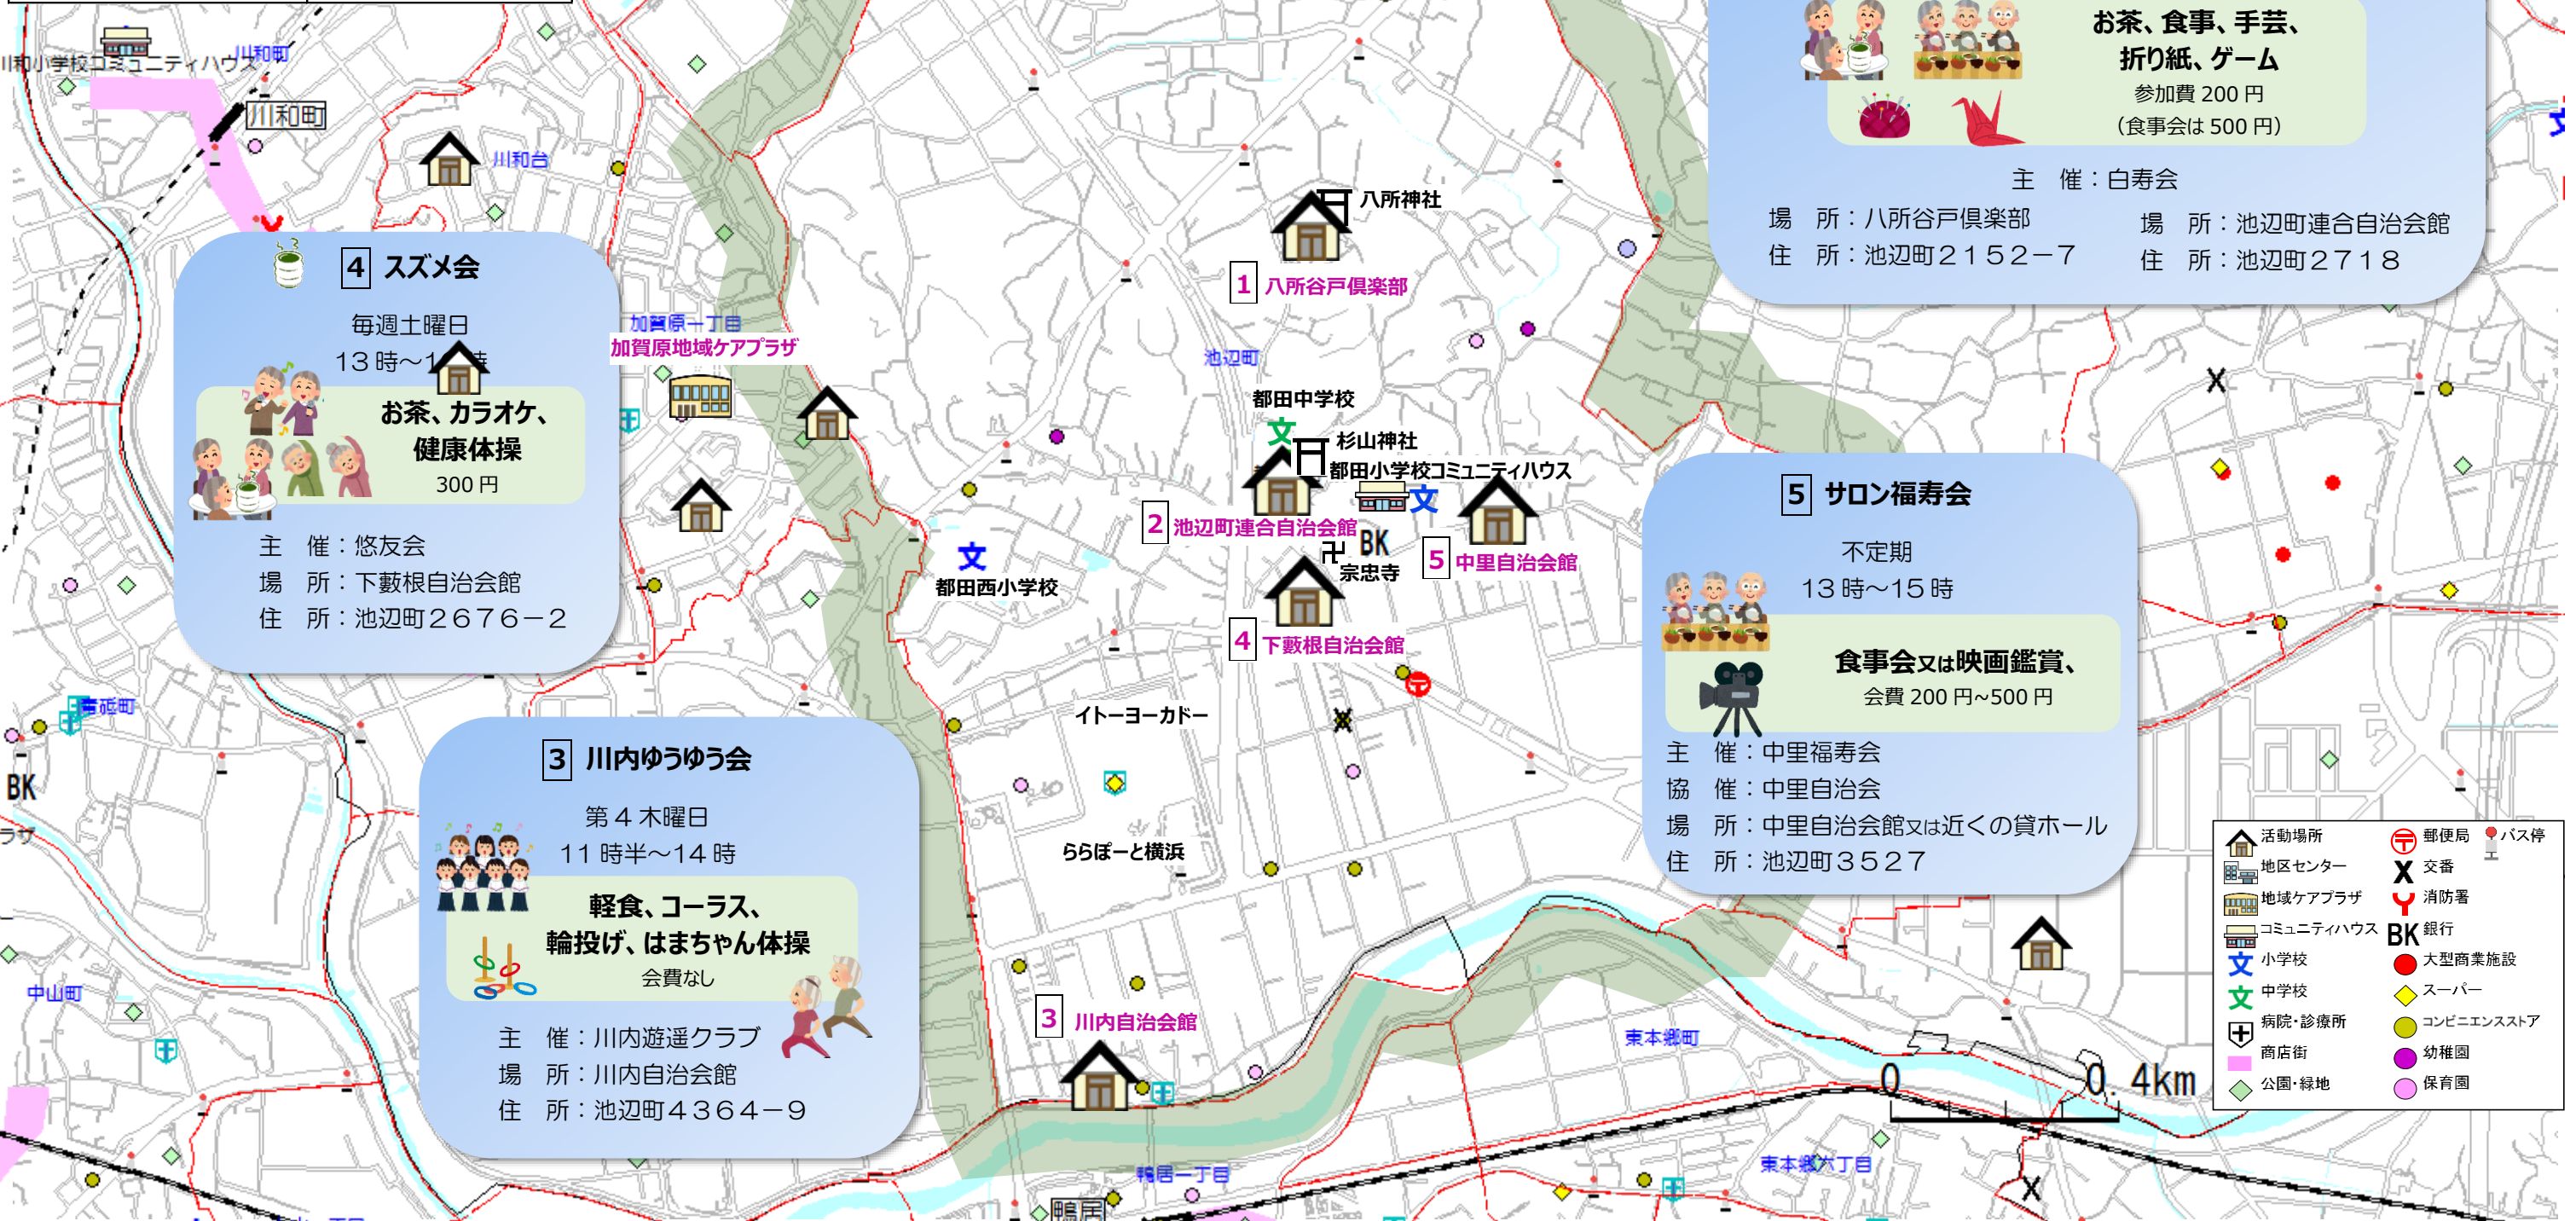 お茶、食事、手芸、
折り紙、ゲーム
参加費 200 円
（食事会は 500 円）
主　催：白寿会
場　所：八所谷戸倶楽部
住　所：池辺町２１５２－７
場　所：池辺町連合自治会館
住　所：池辺町２７１８
川和町
川和小学校コミュニティハウス
川和町
川和台
八所神社
1 八所谷戸倶楽部
4 スズメ会
毎週土曜日
13 時～1 時
お茶、カラオケ、
健康体操
300 円
主　催：悠友会
場　所：下藪根自治会館
住　所：池辺町２６７６－２
加賀原一丁目
加賀原地域ケアプラザ
池辺町
都田中学校
杉山神社
都田小学校コミュニティハウス
2 池辺町連合自治会館
BK
宗忠寺
5 中里自治会館
都田西小学校
4 下藪根自治会館
5 サロン福寿会
不定期
13 時～15 時
食事会又は映画鑑賞、
会費 200 円~500 円
主　催：中里福寿会
協　催：中里自治会
場　所：中里自治会館又は近くの貸ホール
住　所：池辺町３５２７
青砥町
BK
ラザ
イトーヨーカドー
ららぽーと横浜
3 川内ゆうゆう会
第 4 木曜日
11 時半～14 時
軽食、コーラス、
輪投げ、はまちゃん体操
会費なし
主　催：川内遊遥クラブ
場　所：川内自治会館
住　所：池辺町４３６４－９
中山町
3 川内自治会館
東本郷町
0 0.4km
鴨居一丁目
東本郷六丁目
鴨居
活動場所
地区センター
地域ケアプラザ
コミュニティハウス
文 小学校
文 中学校
病院・診療所
商店街
公園・緑地
郵便局
バス停
交番
消防署
BK 銀行
大型商業施設
スーパー
コンビニエンスストア
幼稚園
保育園